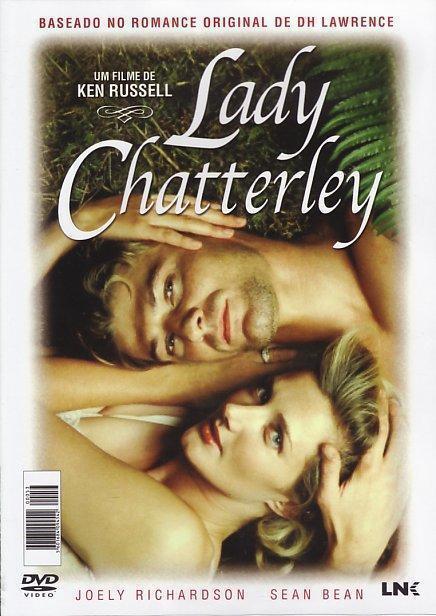 BASEADO NO ROMANCE ORIGINAL DE DH LAWRENCE
UM FILME DE
KEN RUSSELL
Lady
Chatterley
DVD
VIDEO
JOELY RICHARDSON SEAN BEAN
LNK